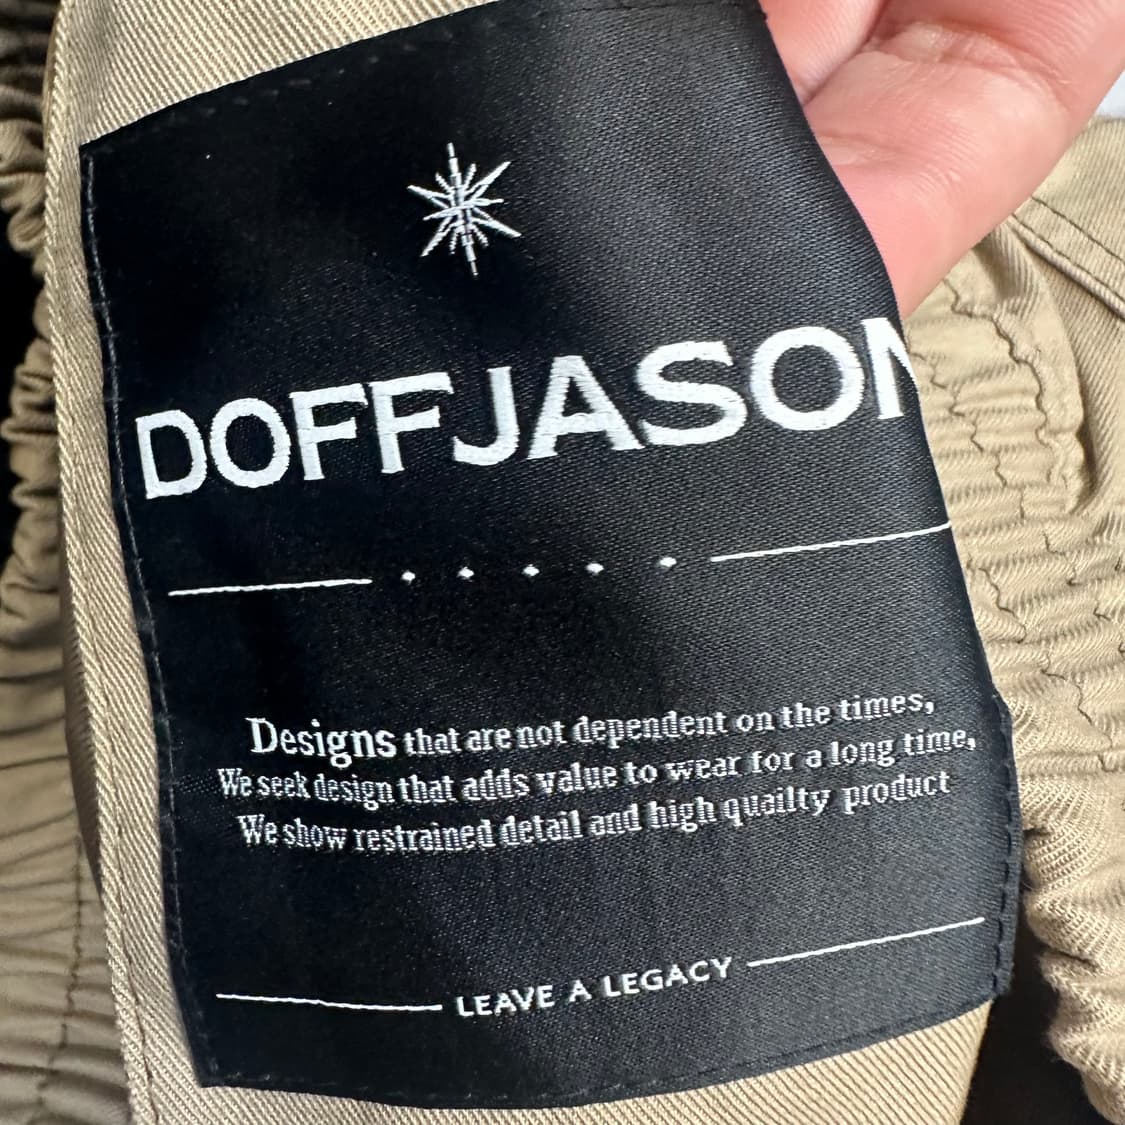 DOFFJASON
Designs that are not dependent on the times,
We seek design that adds value to wear for a long time,
We show restrained detail and high quailty product
LEAVE A LEGACY